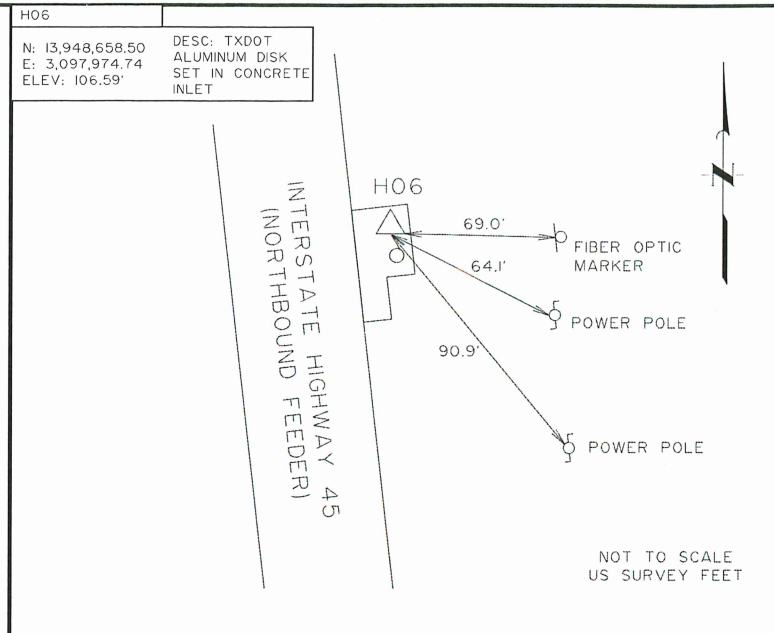 H06
N: 13,948,658.50
E: 3,097,974.74
ELEV: 106.59'
DESC: TXDOT
ALUMINUM DISK
SET IN CONCRETE
INLET
H06
69.0'
FIBER OPTIC
MARKER
64.1'
POWER POLE
90.9'
POWER POLE
INTERSTATE HIGHWAY 45
(NORTHBOUND FEEDER)
N
NOT TO SCALE
US SURVEY FEET